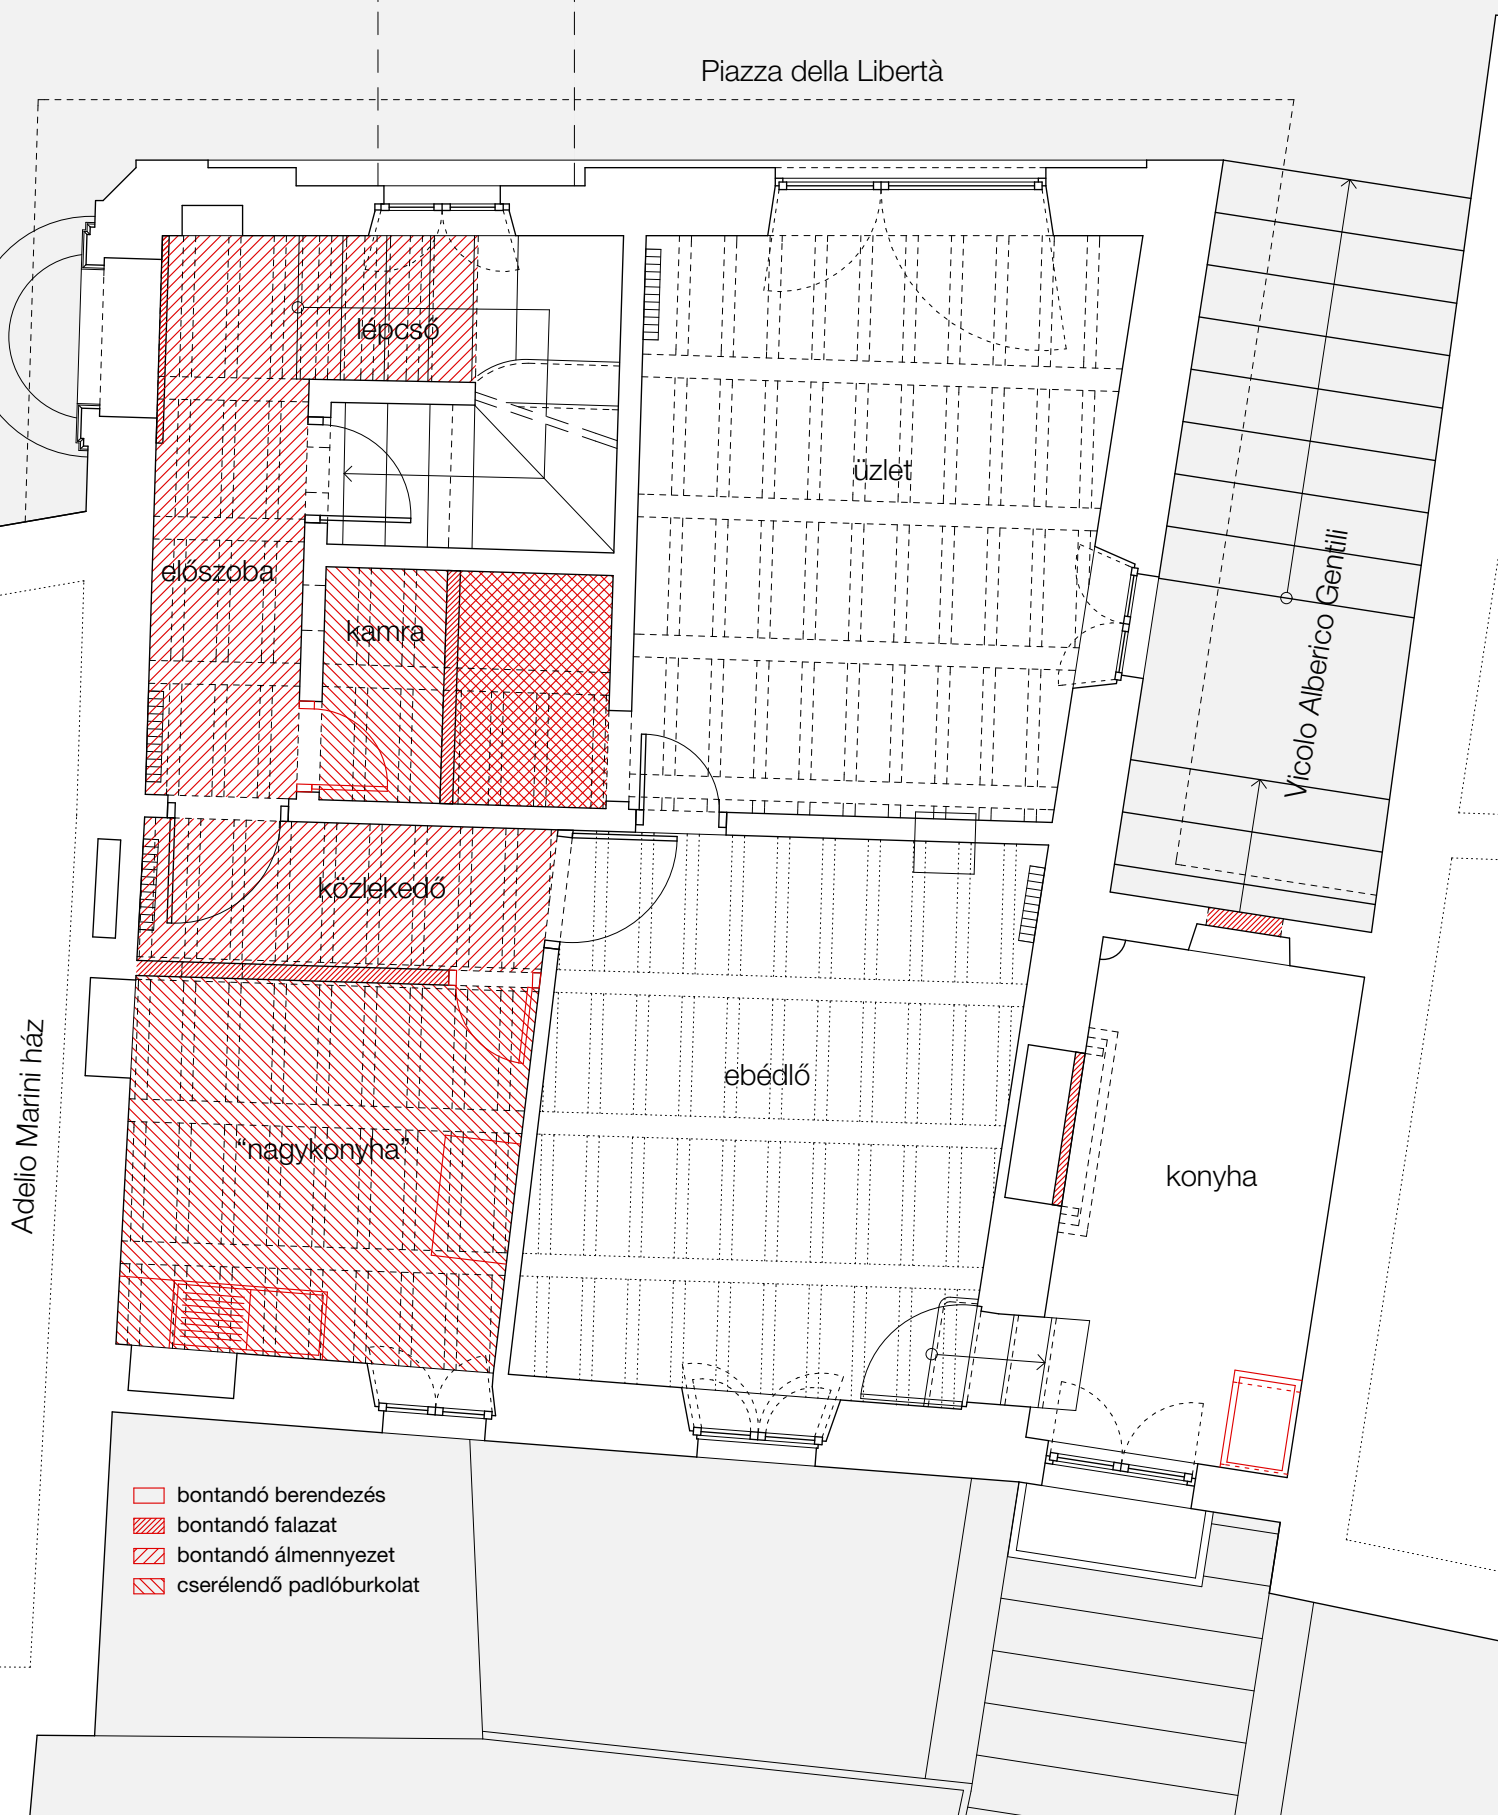 Piazza della Libertà
lépcső
üzlet
előszoba
kamra
Vicolo Alberico Gentili
közlekedő
ebédlő
Adelio Marini ház
“nagykonyha”
konyha
bontandó berendezés
bontandó falazat
bontandó álmennyezet
cserélendő padlóburkolat